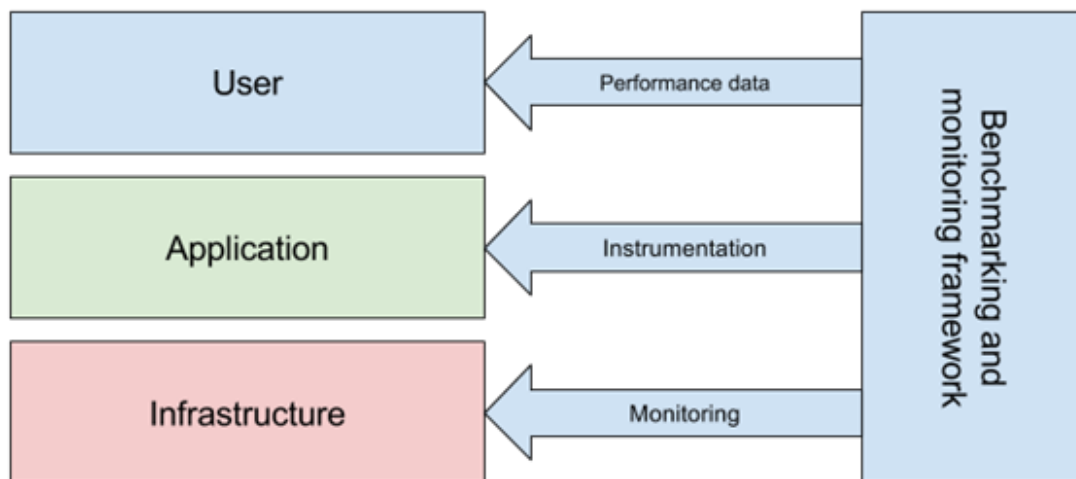 User
Performance data
Application
Instrumentation
Infrastructure
Monitoring
Benchmarking and
monitoring framework